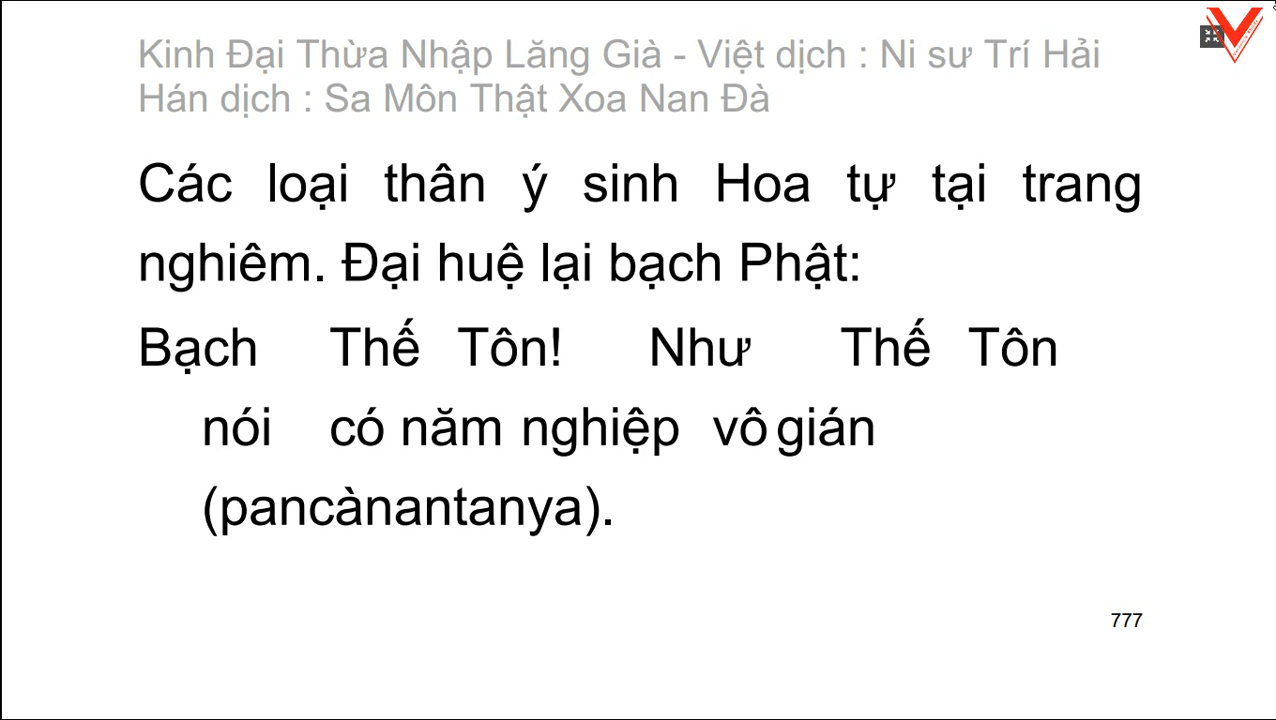 Kinh Đại Thừa Nhập Lăng Già - Việt dịch : Ni sư Trí Hải
Hán dịch : Sa Môn Thật Xoa Nan Đà
Các loại thân ý sinh Hoa tự tại trang
nghiêm. Đại huệ lại bạch Phật:
Bạch Thế Tôn! Như Thế Tôn
nói có năm nghiệp vô gián
(pancànantanya).
777